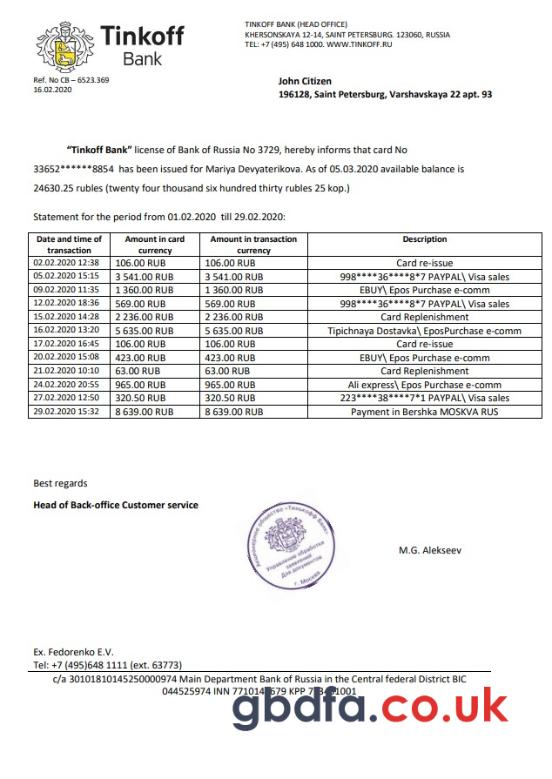 Tinkoff
Bank
TINKOFF BANK (HEAD OFFICE)
KHERSONSKAYA 12-14, SAINT PETERSBURG. 123060, RUSSIA
TEL: +7 (495) 648 1000. WWW.TINKOFF.RU
Ref. No CB – 6523.369
16.02.2020
John Citizen
196128, Saint Petersburg, Varshavskaya 22 apt. 93
“Tinkoff Bank” license of Bank of Russia No 3729, hereby informs that card No
33652******8854 has been issued for Mariya Devyaterikova. As of 05.03.2020 available balance is
24630.25 rubles (twenty four thousand six hundred thirty rubles 25 kop.)
Statement for the period from 01.02.2020 till 29.02.2020:
Date and time of transaction Amount in card currency Amount in transaction currency Description
02.02.2020 12:38 106.00 RUB 106.00 RUB Card re-issue
05.02.2020 15:15 3 541.00 RUB 3 541.00 RUB 998****36****8*7 PAYPAL\ Visa sales
09.02.2020 11:35 1 360.00 RUB 1 360.00 RUB EBUY\ Epos Purchase e-comm
12.02.2020 18:36 569.00 RUB 569.00 RUB 998****36****8*7 PAYPAL\ Visa sales
15.02.2020 14:28 2 236.00 RUB 2 236.00 RUB Card Replenishment
16.02.2020 13:20 5 635.00 RUB 5 635.00 RUB Tipichnaya Dostavka\ EposPurchase e-comm
17.02.2020 16:45 106.00 RUB 106.00 RUB Card re-issue
20.02.2020 15:08 423.00 RUB 423.00 RUB EBUY\ Epos Purchase e-comm
21.02.2020 10:10 63.00 RUB 63.00 RUB Card Replenishment
24.02.2020 20:55 965.00 RUB 965.00 RUB Ali express\ Epos Purchase e-comm
27.02.2020 12:50 320.50 RUB 320.50 RUB 223****38****7*1 PAYPAL\ Visa sales
29.02.2020 15:32 8 639.00 RUB 8 639.00 RUB Payment in Bershka MOSKVA RUS
Best regards
Head of Back-office Customer service
Акционерное общество «Тинькофф Банк»
Управление обработки
заявлений
Для документов
г. Москва
M.G. Alekseev
Ex. Fedorenko E.V.
Tel: +7 (495)648 1111 (ext. 63773)
c/a 30101810145250000974 Main Department Bank of Russia in the Central federal District BIC
044525974 INN KPP
gbdfa.co.uk